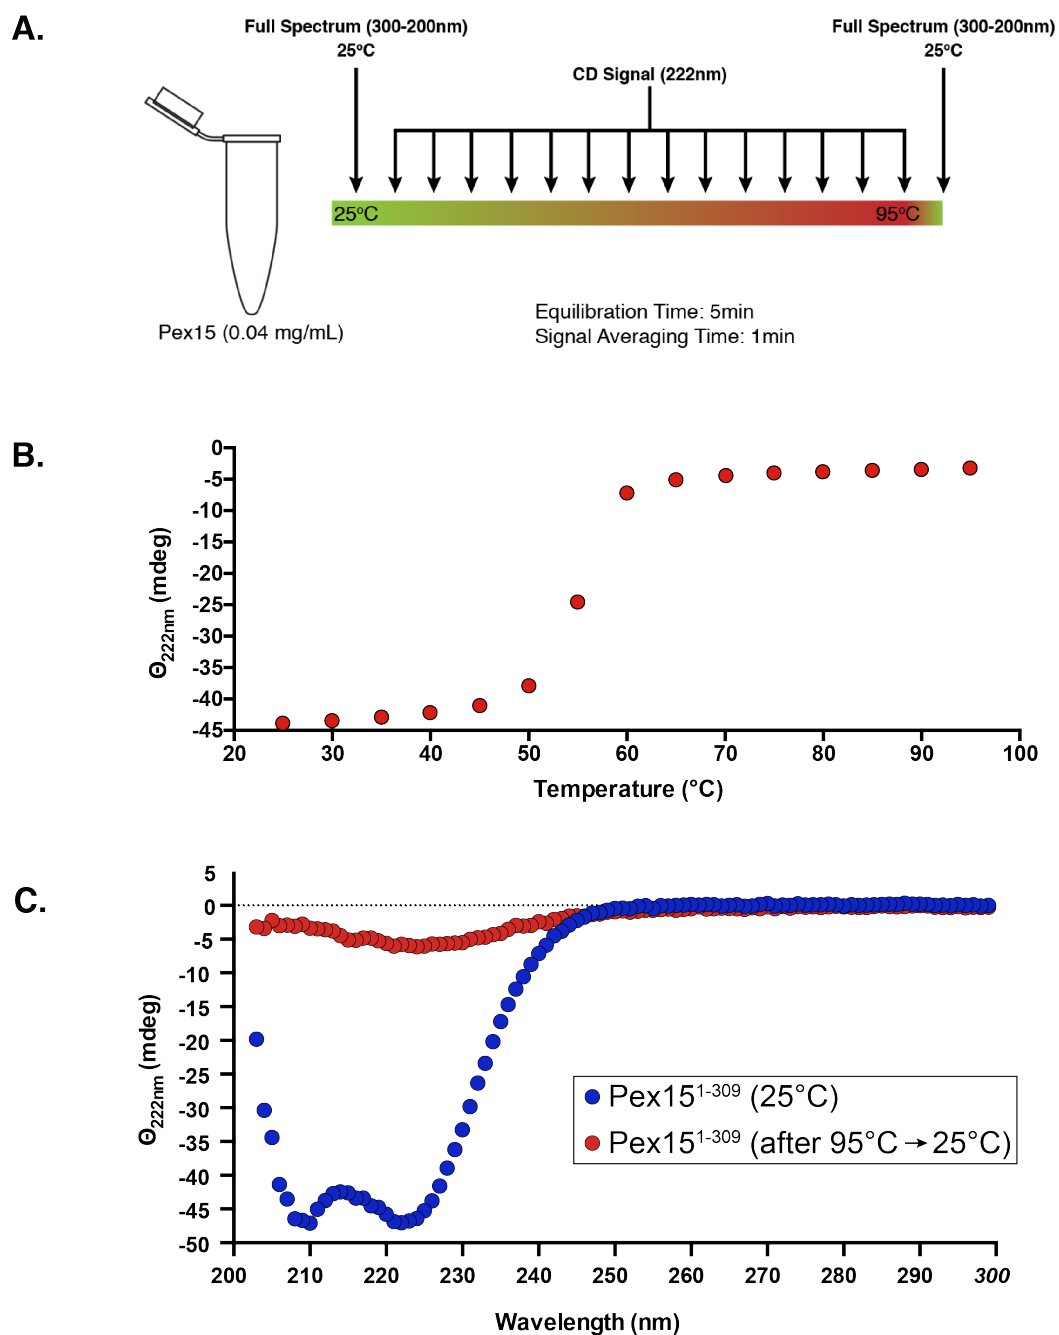 A.
Full Spectrum (300-200nm)
25ºC
Full Spectrum (300-200nm)
25ºC
CD Signal (222nm)
25ºC
95ºC
Pex15 (0.04 mg/mL)
Equilibration Time: 5min
Signal Averaging Time: 1min
B.
0
-5
-10
-15
-20
-25
-30
-35
-40
-45
Θ222nm (mdeg)
20 30 40 50 60 70 80 90 100
Temperature (°C)
C.
5
0
-5
-10
-15
-20
-25
-30
-35
-40
-45
-50
Θ222nm (mdeg)
Pex15¹⁻³⁰⁹ (25°C)
Pex15¹⁻³⁰⁹ (after 95°C → 25°C)
200 210 220 230 240 250 260 270 280 290 300
Wavelength (nm)